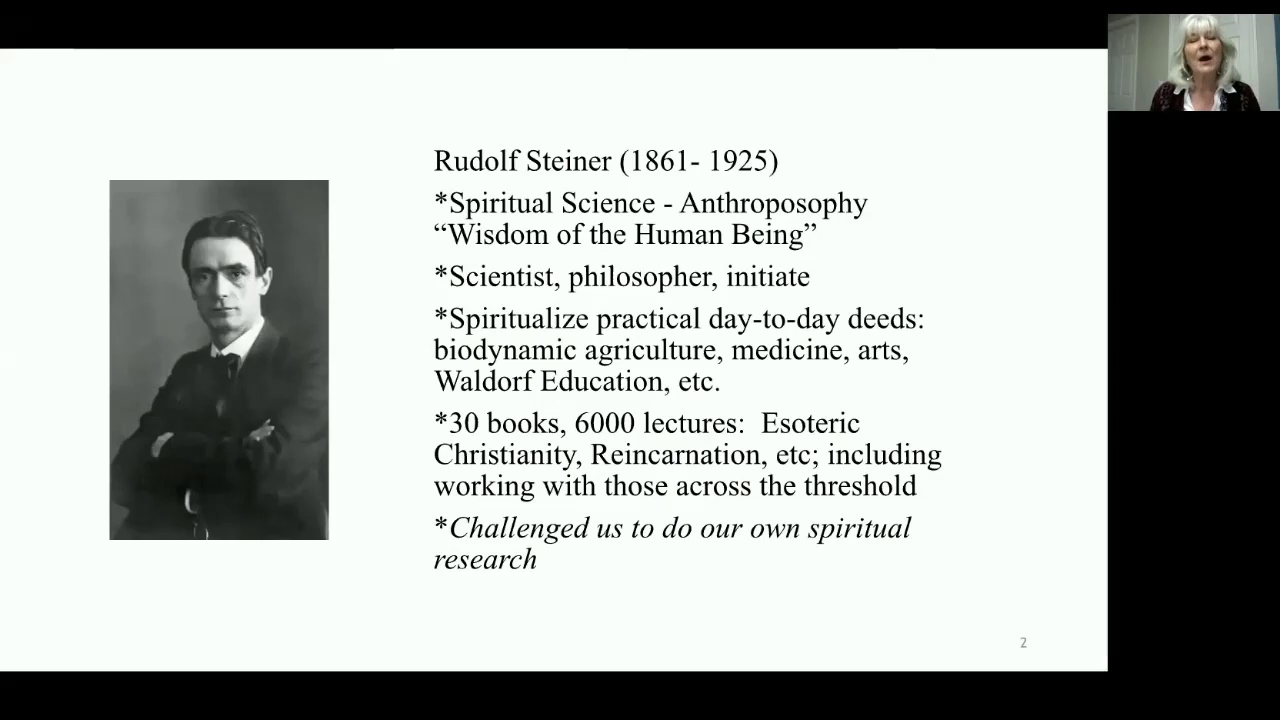 Rudolf Steiner (1861- 1925)
*Spiritual Science - Anthroposophy
“Wisdom of the Human Being”
*Scientist, philosopher, initiate
*Spiritualize practical day-to-day deeds:
biodynamic agriculture, medicine, arts,
Waldorf Education, etc.
*30 books, 6000 lectures:  Esoteric
Christianity, Reincarnation, etc; including
working with those across the threshold
*Challenged us to do our own spiritual
research
2